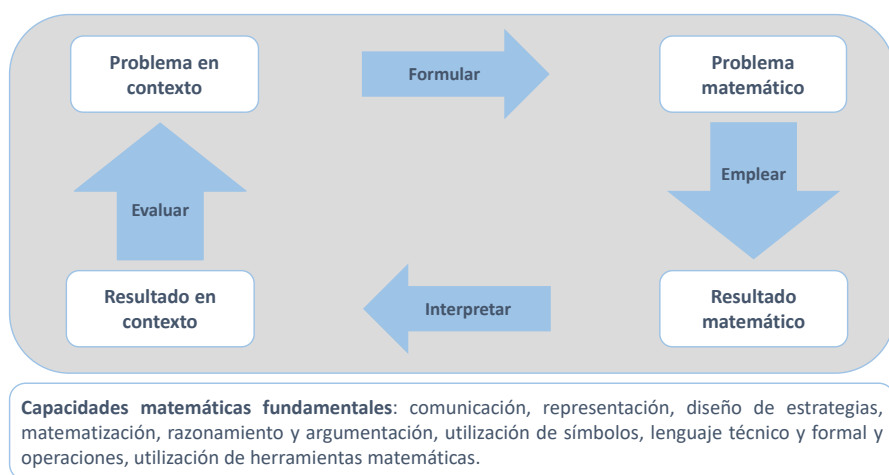 Problema en
contexto
Formular
Problema
matemático
Evaluar
Emplear
Resultado en
contexto
Interpretar
Resultado
matemático
Capacidades matemáticas fundamentales: comunicación, representación, diseño de estrategias,
matematización, razonamiento y argumentación, utilización de símbolos, lenguaje técnico y formal y
operaciones, utilización de herramientas matemáticas.